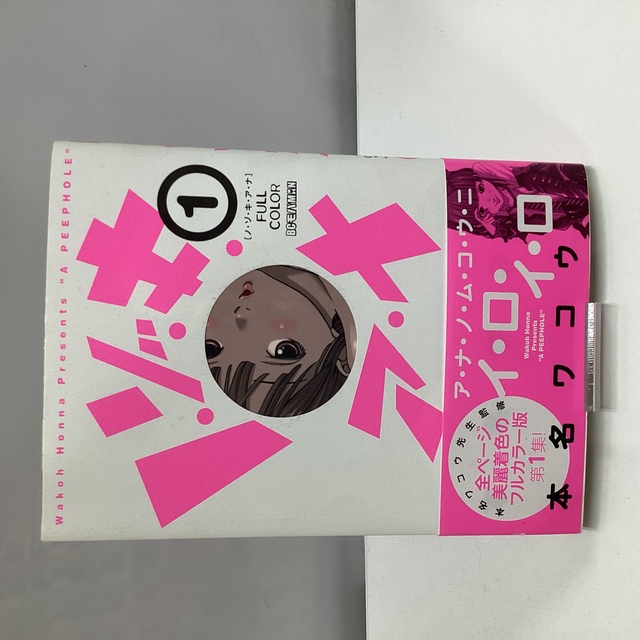 Wakoh Honna Presents "A PEEPHOLE"
ノ・ゾ・キ・ア・ナ
1
[ノ・ゾ・キ・ア・ナ]
FULL
COLOR
ア・ナ・ノ・ム・コ・ウ・ニ
イ・ロ・イ・ロ
Wakoh Honna
Presents
"A PEEPHOLE"
本名ワコウ
本名ワコウ先生監修
全ページ
美麗着色の
フルカラー版
第1集!